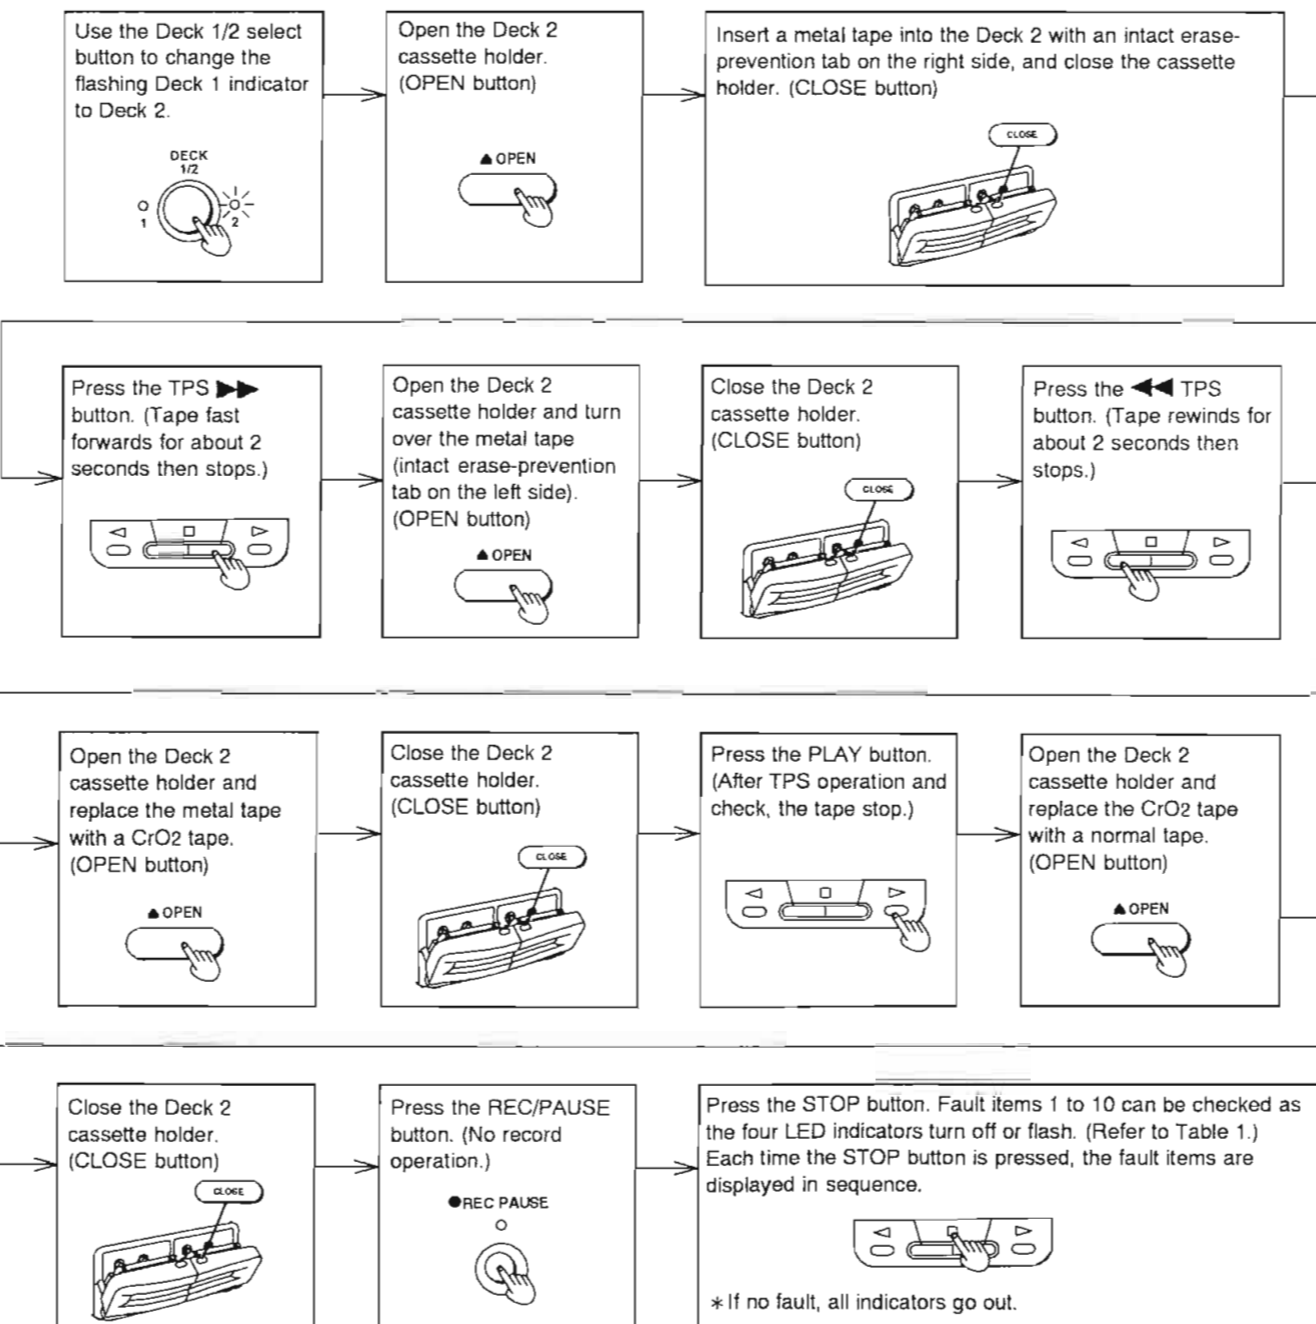 Use the Deck 1/2 select
button to change the
flashing Deck 1 indicator
to Deck 2.
DECK
1/2
1
2
Open the Deck 2
cassette holder.
(OPEN button)
▲ OPEN
Insert a metal tape into the Deck 2 with an intact erase-
prevention tab on the right side, and close the cassette
holder. (CLOSE button)
CLOSE
Press the TPS ▶▶
button. (Tape fast
forwards for about 2
seconds then stops.)
Open the Deck 2
cassette holder and turn
over the metal tape
(intact erase-prevention
tab on the left side).
(OPEN button)
▲ OPEN
Close the Deck 2
cassette holder.
(CLOSE button)
CLOSE
Press the ◀◀ TPS
button. (Tape rewinds for
about 2 seconds then
stops.)
Open the Deck 2
cassette holder and
replace the metal tape
with a CrO2 tape.
(OPEN button)
▲ OPEN
Close the Deck 2
cassette holder.
(CLOSE button)
CLOSE
Press the PLAY button.
(After TPS operation and
check, the tape stop.)
Open the Deck 2
cassette holder and
replace the CrO2 tape
with a normal tape.
(OPEN button)
▲ OPEN
Close the Deck 2
cassette holder.
(CLOSE button)
CLOSE
Press the REC/PAUSE
button. (No record
operation.)
●REC PAUSE
Press the STOP button. Fault items 1 to 10 can be checked as
the four LED indicators turn off or flash. (Refer to Table 1.)
Each time the STOP button is pressed, the fault items are
displayed in sequence.
*If no fault, all indicators go out.